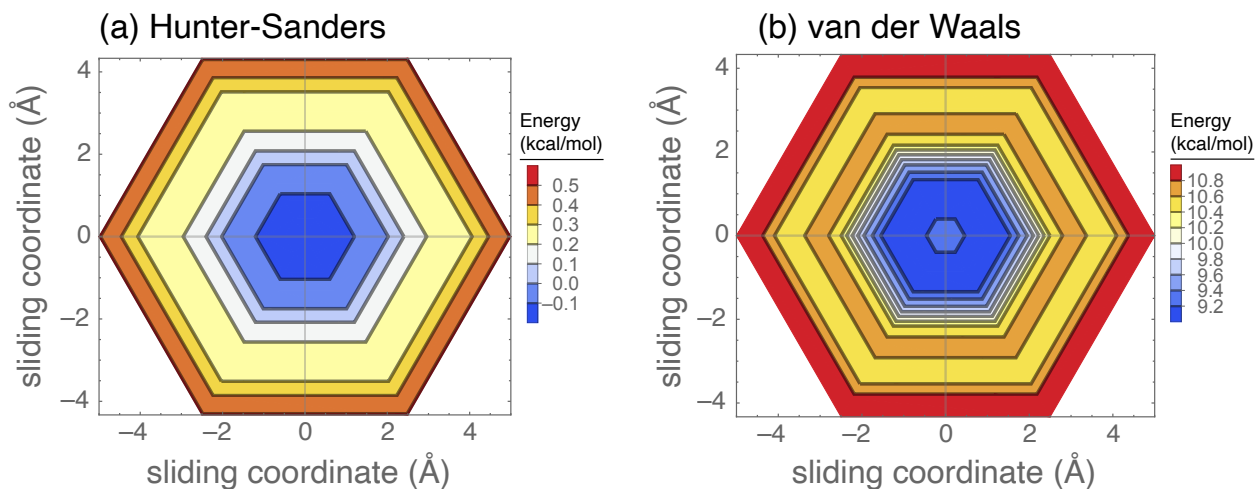 (a) Hunter-Sanders
(b) van der Waals
4
2
0
−2
−4
sliding coordinate (Å)
−4 −2 0 2 4
sliding coordinate (Å)
Energy
(kcal/mol)
0.5
0.4
0.3
0.2
0.1
0.0
−0.1
4
2
0
−2
−4
sliding coordinate (Å)
−4 −2 0 2 4
sliding coordinate (Å)
Energy
(kcal/mol)
10.8
10.6
10.4
10.2
10.0
9.8
9.6
9.4
9.2